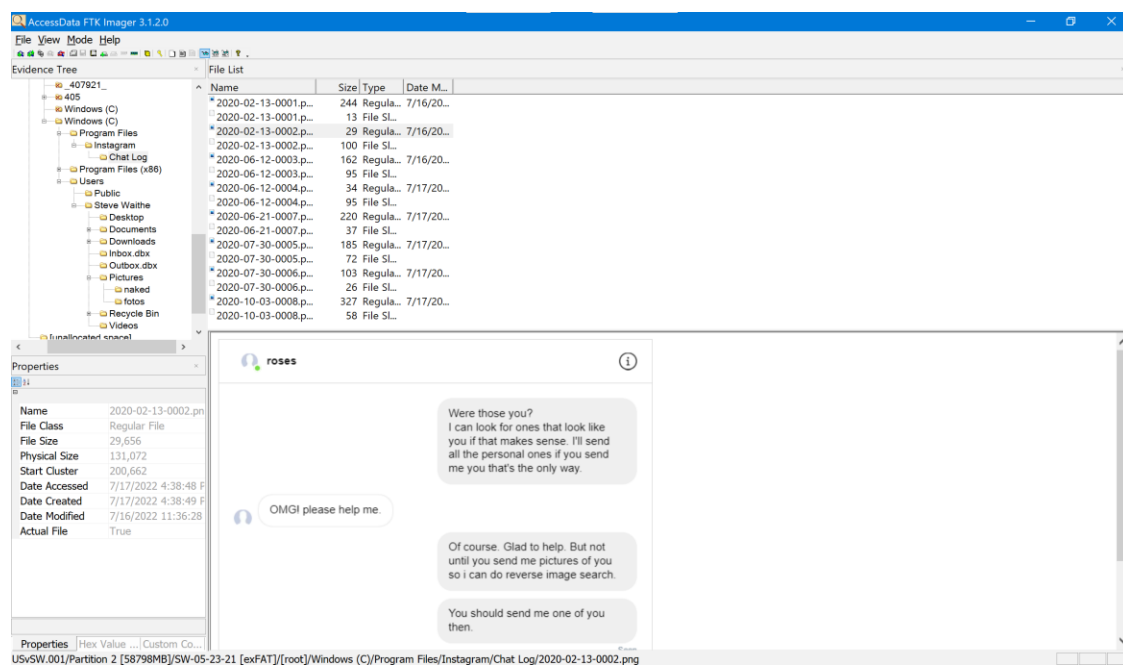 AccessData FTK Imager 3.1.2.0
File View Mode Help
Evidence Tree
_407921_
405
Windows (C)
Windows (C)
Program Files
Instagram
Chat Log
Program Files (x86)
Users
Public
Steve Waithe
Desktop
Documents
Downloads
Inbox.dbx
Outbox.dbx
Pictures
naked
fotos
Recycle Bin
Videos
[unallocated space]
File List
Name Size Type Date M...
2020-02-13-0001.p... 244 Regula... 7/16/20...
2020-02-13-0001.p... 13 File Sl...
2020-02-13-0002.p... 29 Regula... 7/16/20...
2020-02-13-0002.p... 100 File Sl...
2020-06-12-0003.p... 162 Regula... 7/16/20...
2020-06-12-0003.p... 95 File Sl...
2020-06-12-0004.p... 34 Regula... 7/17/20...
2020-06-12-0004.p... 95 File Sl...
2020-06-21-0007.p... 220 Regula... 7/17/20...
2020-06-21-0007.p... 37 File Sl...
2020-07-30-0005.p... 185 Regula... 7/17/20...
2020-07-30-0005.p... 72 File Sl...
2020-07-30-0006.p... 103 Regula... 7/17/20...
2020-07-30-0006.p... 26 File Sl...
2020-10-03-0008.p... 327 Regula... 7/17/20...
2020-10-03-0008.p... 58 File Sl...
Properties
Name 2020-02-13-0002.pn
File Class Regular File
File Size 29,656
Physical Size 131,072
Start Cluster 200,662
Date Accessed 7/17/2022 4:38:48 P
Date Created 7/17/2022 4:38:49 P
Date Modified 7/16/2022 11:36:28
Actual File True
Properties Hex Value ... Custom Co...
roses
Were those you?
I can look for ones that look like
you if that makes sense. I'll send
all the personal ones if you send
me you that's the only way.
OMG! please help me.
Of course. Glad to help. But not
until you send me pictures of you
so i can do reverse image search.
You should send me one of you
then.
USvSW.001/Partition 2 [58798MB]/SW-05-23-21 [exFAT]/[root]/Windows (C)/Program Files/Instagram/Chat Log/2020-02-13-0002.png